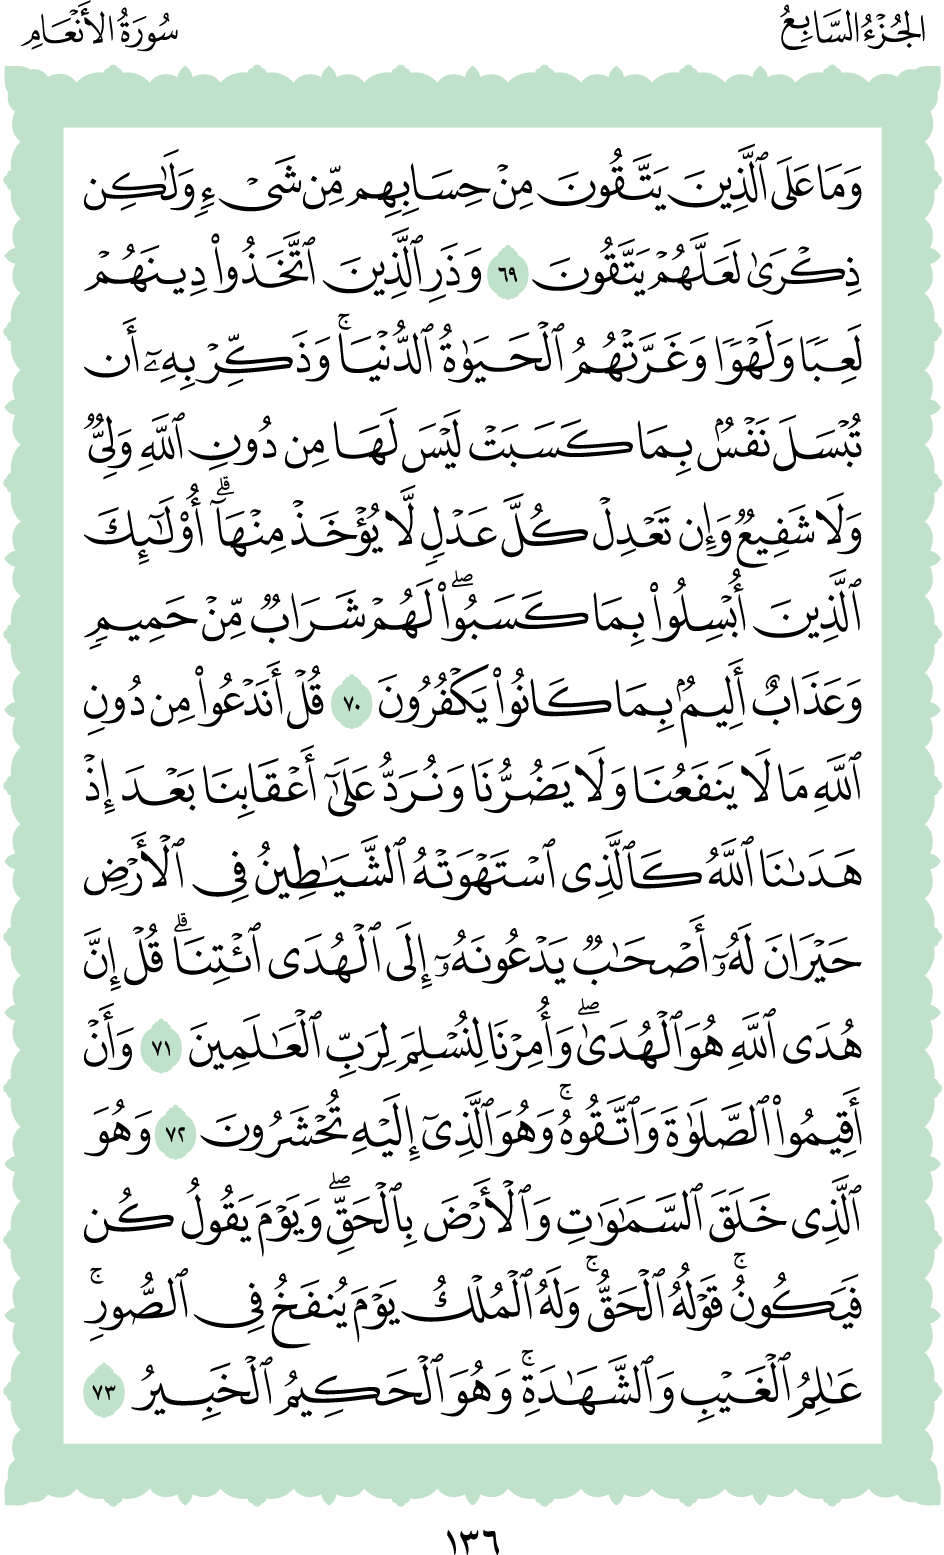 الجُزْءُ السَّابِعُ
سُورَةُ الأَنْعَامِ
وَمَا عَلَى ٱلَّذِينَ يَتَّقُونَ مِنۡ حِسَابِهِم مِّن شَيۡءٖ وَلَٰكِن
ذِكۡرَىٰ لَعَلَّهُمۡ يَتَّقُونَ ٦٩ وَذَرِ ٱلَّذِينَ ٱتَّخَذُواْ دِينَهُمۡ
لَعِبٗا وَلَهۡوٗا وَغَرَّتۡهُمُ ٱلۡحَيَوٰةُ ٱلدُّنۡيَاۚ وَذَكِّرۡ بِهِۦٓ أَن
تُبۡسَلَ نَفۡسُۢ بِمَا كَسَبَتۡ لَيۡسَ لَهَا مِن دُونِ ٱللَّهِ وَلِيّٞ
وَلَا شَفِيعٞ وَإِن تَعۡدِلۡ كُلَّ عَدۡلٖ لَّا يُؤۡخَذۡ مِنۡهَآۗ أُوْلَٰٓئِكَ
ٱلَّذِينَ أُبۡسِلُواْ بِمَا كَسَبُواْۖ لَهُمۡ شَرَابٞ مِّنۡ حَمِيمٖ
وَعَذَابٌ أَلِيمُۢ بِمَا كَانُواْ يَكۡفُرُونَ ٧٠ قُلۡ أَنَدۡعُواْ مِن دُونِ
ٱللَّهِ مَا لَا يَنفَعُنَا وَلَا يَضُرُّنَا وَنُرَدُّ عَلَىٰٓ أَعۡقَابِنَا بَعۡدَ إِذۡ
هَدَىٰنَا ٱللَّهُ كَٱلَّذِي ٱسۡتَهۡوَتۡهُ ٱلشَّيَٰطِينُ فِي ٱلۡأَرۡضِ
حَيۡرَانَ لَهُۥٓ أَصۡحَٰبٞ يَدۡعُونَهُۥٓ إِلَى ٱلۡهُدَى ٱئۡتِنَاۗ قُلۡ إِنَّ
هُدَى ٱللَّهِ هُوَ ٱلۡهُدَىٰۖ وَأُمِرۡنَا لِنُسۡلِمَ لِرَبِّ ٱلۡعَٰلَمِينَ ٧١ وَأَنۡ
أَقِيمُواْ ٱلصَّلَوٰةَ وَٱتَّقُوهُۚ وَهُوَ ٱلَّذِيٓ إِلَيۡهِ تُحۡشَرُونَ ٧٢ وَهُوَ
ٱلَّذِي خَلَقَ ٱلسَّمَٰوَٰتِ وَٱلۡأَرۡضَ بِٱلۡحَقِّۖ وَيَوۡمَ يَقُولُ كُن
فَيَكُونُۚ قَوۡلُهُ ٱلۡحَقُّۚ وَلَهُ ٱلۡمُلۡكُ يَوۡمَ يُنفَخُ فِي ٱلصُّورِۚ
عَٰلِمُ ٱلۡغَيۡبِ وَٱلشَّهَٰدَةِۚ وَهُوَ ٱلۡحَكِيمُ ٱلۡخَبِيرُ ٧٣
١٣٦